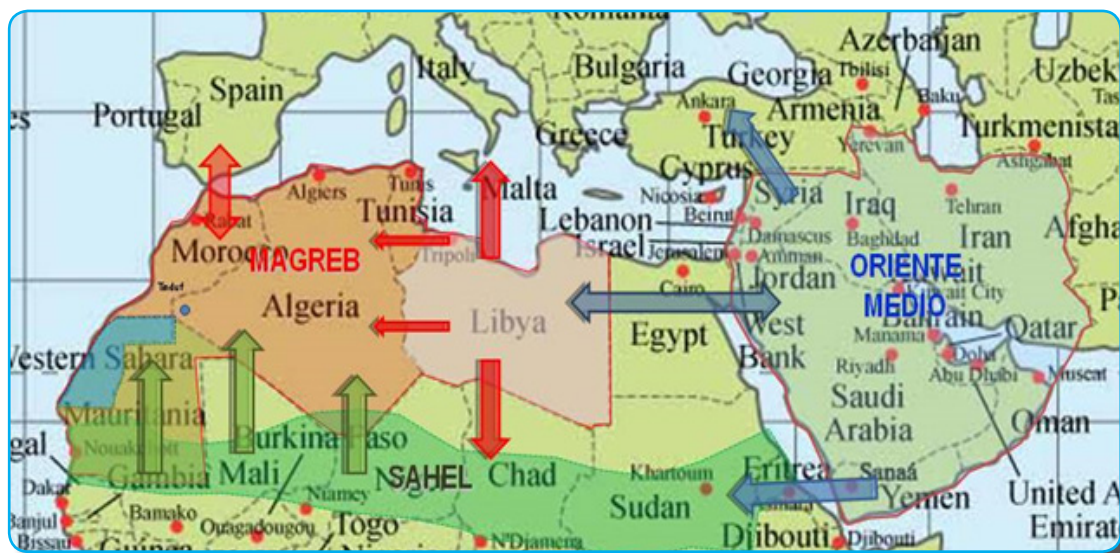 Romania
Azerbaijan
Italy
Bulgaria
Georgia
Tbilisi
Uzbek
Spain
Ankara
Armenia
Baku
Portugal
Greece
Turkey
Turkmenista
Yerevan
Ashgabat
Cyprus
Algiers
Tunis
Malta
Nicosia
Syria
Tehran
Rabat
Tunisia
Lebanon
Beirut
Iraq
Damascus
Baghdad
Iran
Afgha
Morocco
MAGREB
Tripoli
Israel
Jerusalem
Amman
ORIENTE
MEDIO
Kuwait
Kuwait City
Cairo
Jordan
Algeria
Libya
Egypt
West
Bank
Bahrain
Manama
Qatar
Doha
Western Sahara
Riyadh
Abu Dhabi
Muscat
Saudi
Arabia
Oman
Mauritania
Nouakchott
Burkina Faso
gal
Gambia
Mali
SAHEL
Chad
Khartoum
Eritrea
Sanaá
Dakar
Niamey
Sudan
Asmara
Yemen
United A
Emirat
Banjul
Bamako
Ouagadougou
Togo
Bissau
Guinea
N'Djamena
Djibouti
Djibouti